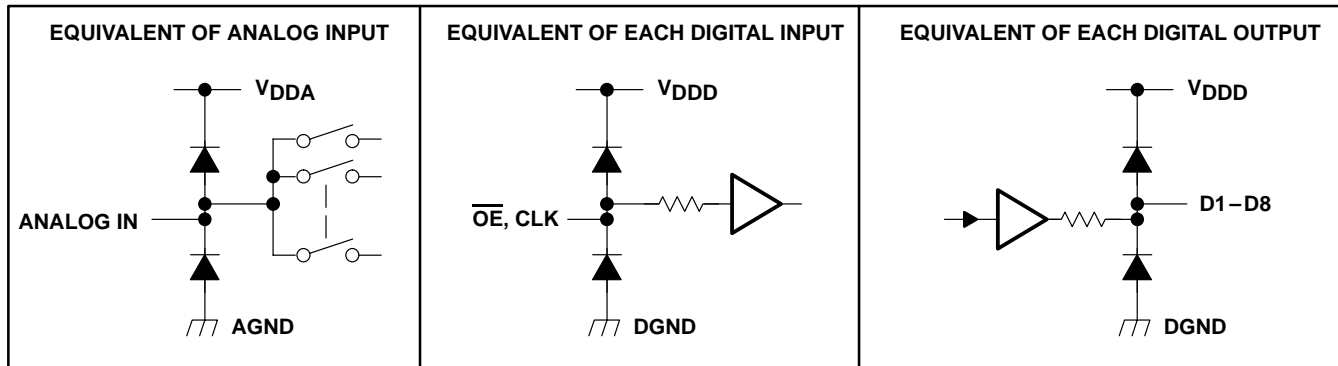 EQUIVALENT OF ANALOG INPUT
VDDA
ANALOG IN
AGND
EQUIVALENT OF EACH DIGITAL INPUT
VDDD
O̅E̅, CLK
DGND
EQUIVALENT OF EACH DIGITAL OUTPUT
VDDD
D1–D8
DGND